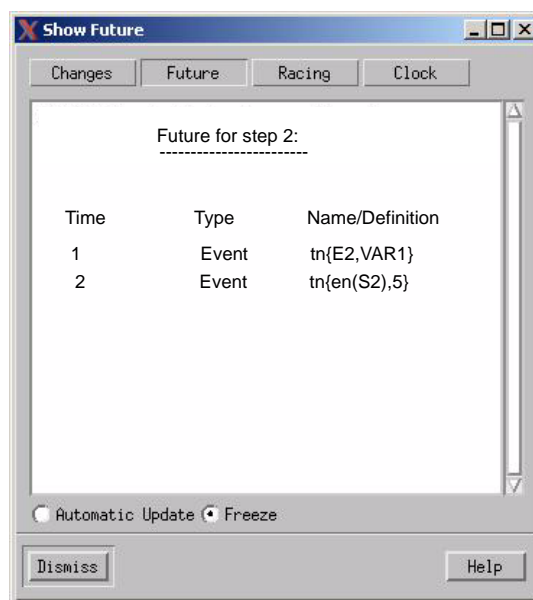 Show Future
Changes Future Racing Clock
Future for step 2:
------------------------
Time Type Name/Definition
1 Event tn{E2,VAR1}
2 Event tn{en(S2),5}
Automatic Update Freeze
Dismiss Help